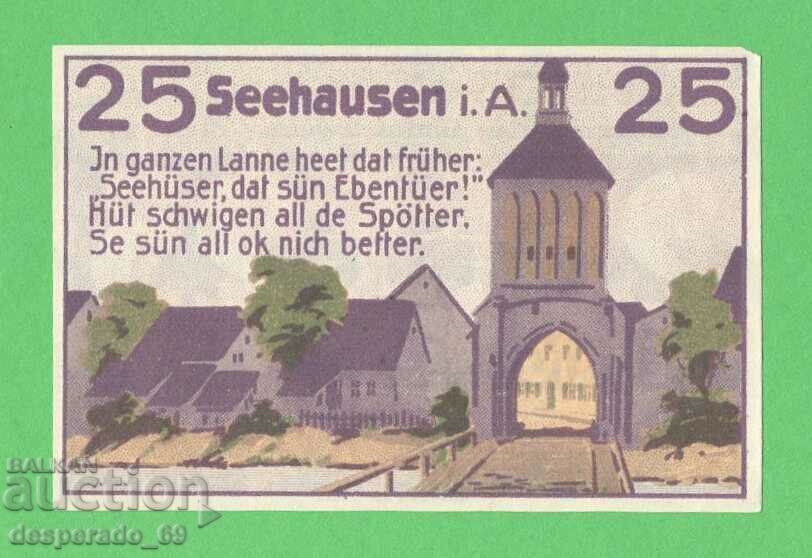 25 Seehausen i. A. 25
In ganzen Lanne heet dat früher:
„Seehüser, dat sün Ebentüer!"
Hüt schwigen all de Spötter,
Se sün all ok nich better.
BALKAN
auction
desperado_69